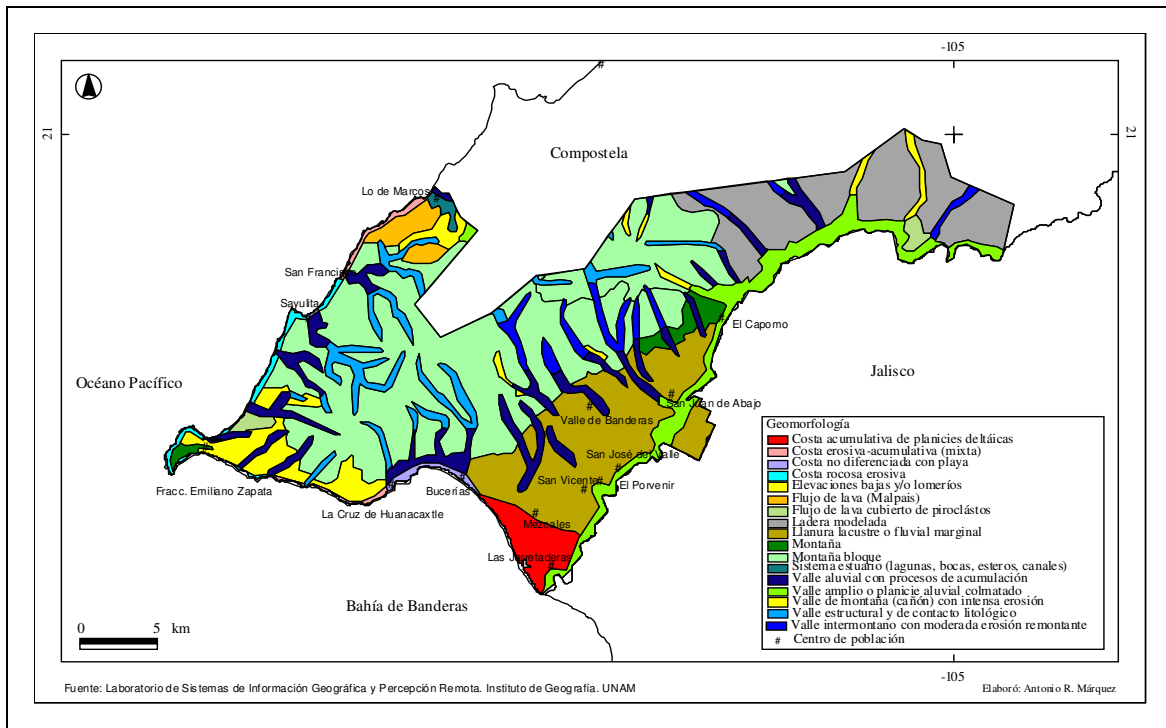 -105
21
21
Compostela
Lo de Marcos
#
San Francisco
Sayulita
El Capomo
Océano Pacífico
Jalisco
San Juan de Abajo
Valle de Banderas
San José del Valle
San Vicente
El Porvenir
Fracc. Emiliano Zapata
Bucerías
La Cruz de Huanacaxtle
Mezcales
Las Jarretaderas
Bahía de Banderas
Geomorfología
Costa acumulativa de planicies deltáicas
Costa erosiva-acumulativa (mixta)
Costa no diferenciada con playa
Costa rocosa erosiva
Elevaciones bajas y/o lomeríos
Flujo de lava (Malpais)
Flujo de lava cubierto de piroclástos
Ladera modelada
Llanura lacustre o fluvial marginal
Montaña
Montaña bloque
Sistema estuario (lagunas, bocas, esteros, canales)
Valle aluvial con procesos de acumulación
Valle amplio o planicie aluvial colmatado
Valle de montaña (cañón) con intensa erosión
Valle estructural y de contacto litológico
Valle intermontano con moderada erosión remontante
# Centro de población
0 5 km
-105
Fuente: Laboratorio de Sistemas de Información Geográfica y Percepción Remota. Instituto de Geografía. UNAM
Elaboró: Antonio R. Márquez